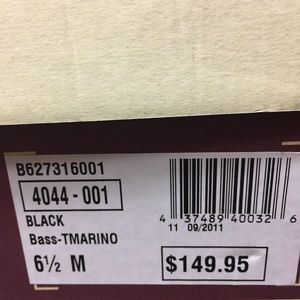 B627316001
4044 - 001
BLACK
Bass-TMARINO
6½ M
4 37489 40032 6
11 09/2011
$149.95